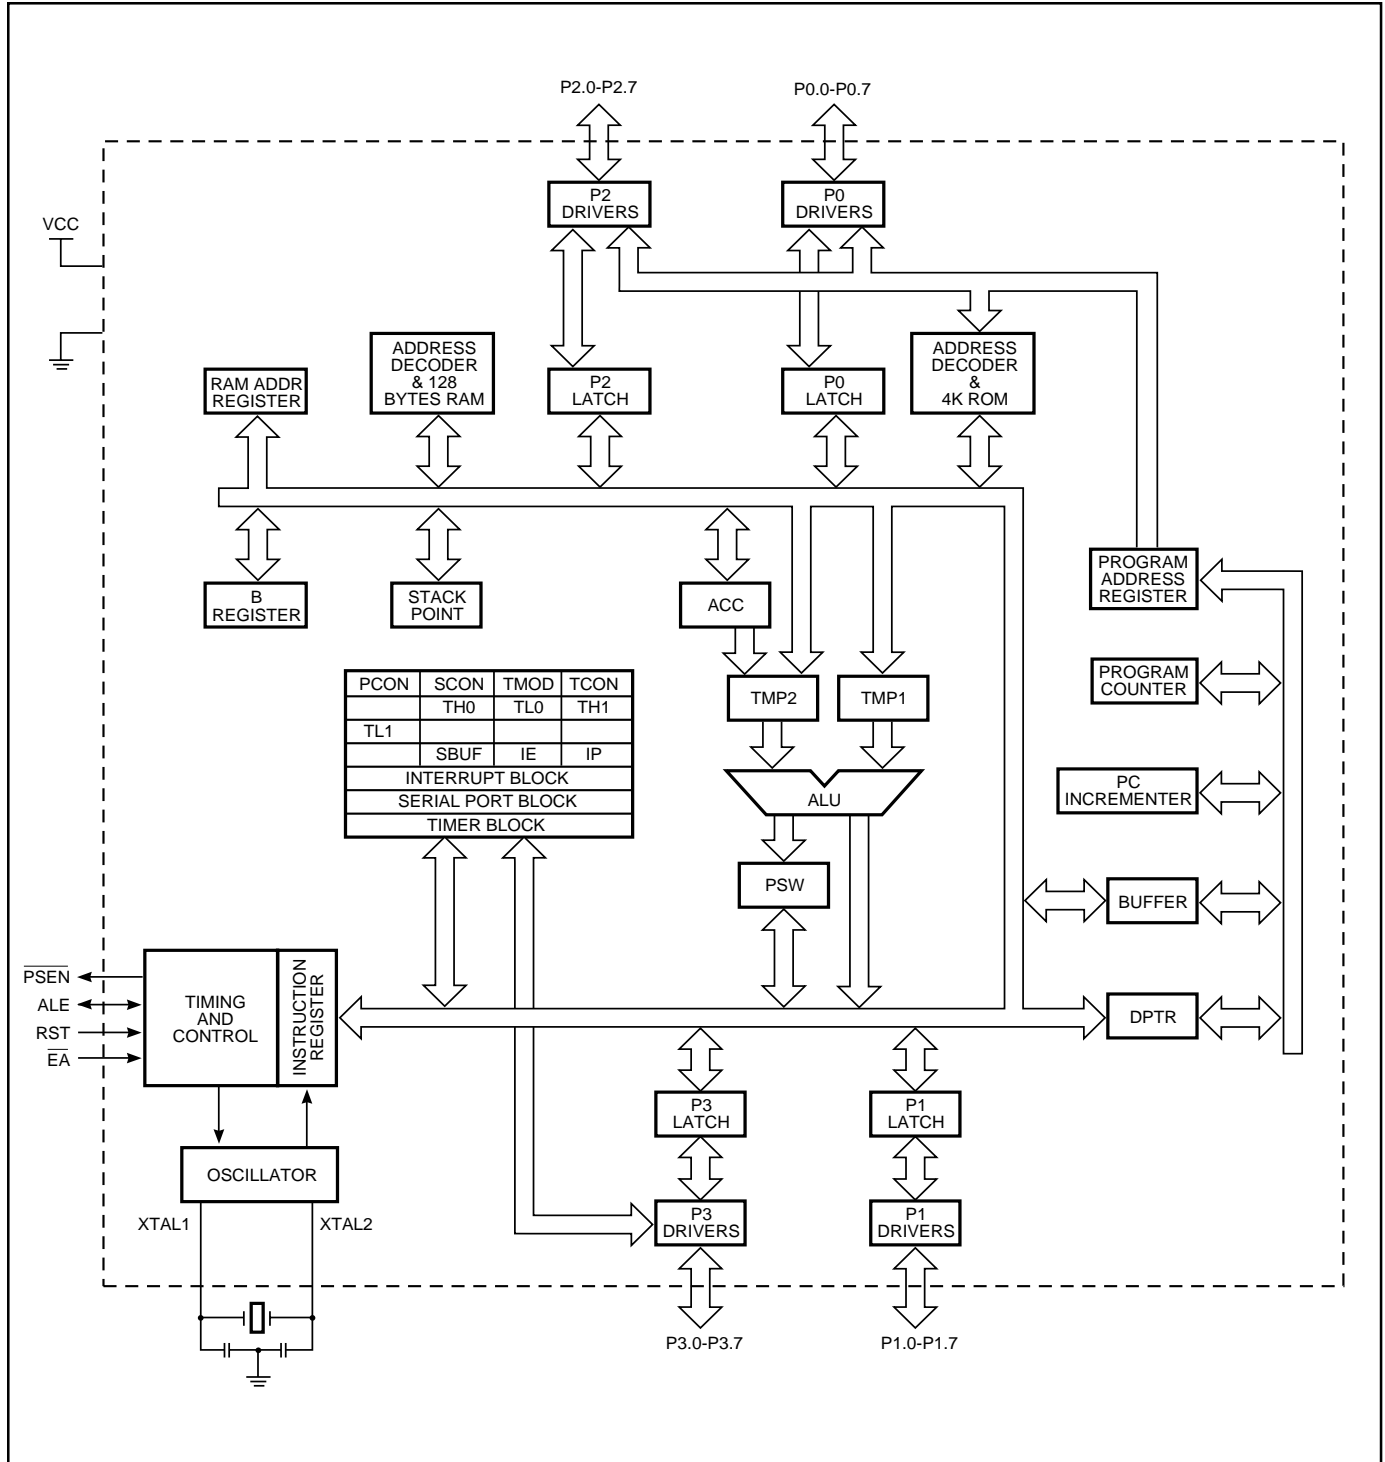 P2.0-P2.7
P0.0-P0.7
P2
DRIVERS
P0
DRIVERS
VCC
RAM ADDR
REGISTER
ADDRESS
DECODER
& 128
BYTES RAM
P2
LATCH
P0
LATCH
ADDRESS
DECODER
&
4K ROM
B
REGISTER
STACK
POINT
ACC
PROGRAM
ADDRESS
REGISTER
PCON SCON TMOD TCON
TH0 TL0 TH1
TL1
SBUF IE IP
INTERRUPT BLOCK
SERIAL PORT BLOCK
TIMER BLOCK
TMP2
TMP1
PROGRAM
COUNTER
ALU
PC
INCREMENTER
PSW
BUFFER
PSEN
ALE
RST
EA
TIMING
AND
CONTROL
INSTRUCTION
REGISTER
DPTR
P3
LATCH
P1
LATCH
OSCILLATOR
XTAL1
XTAL2
P3
DRIVERS
P1
DRIVERS
P3.0-P3.7
P1.0-P1.7